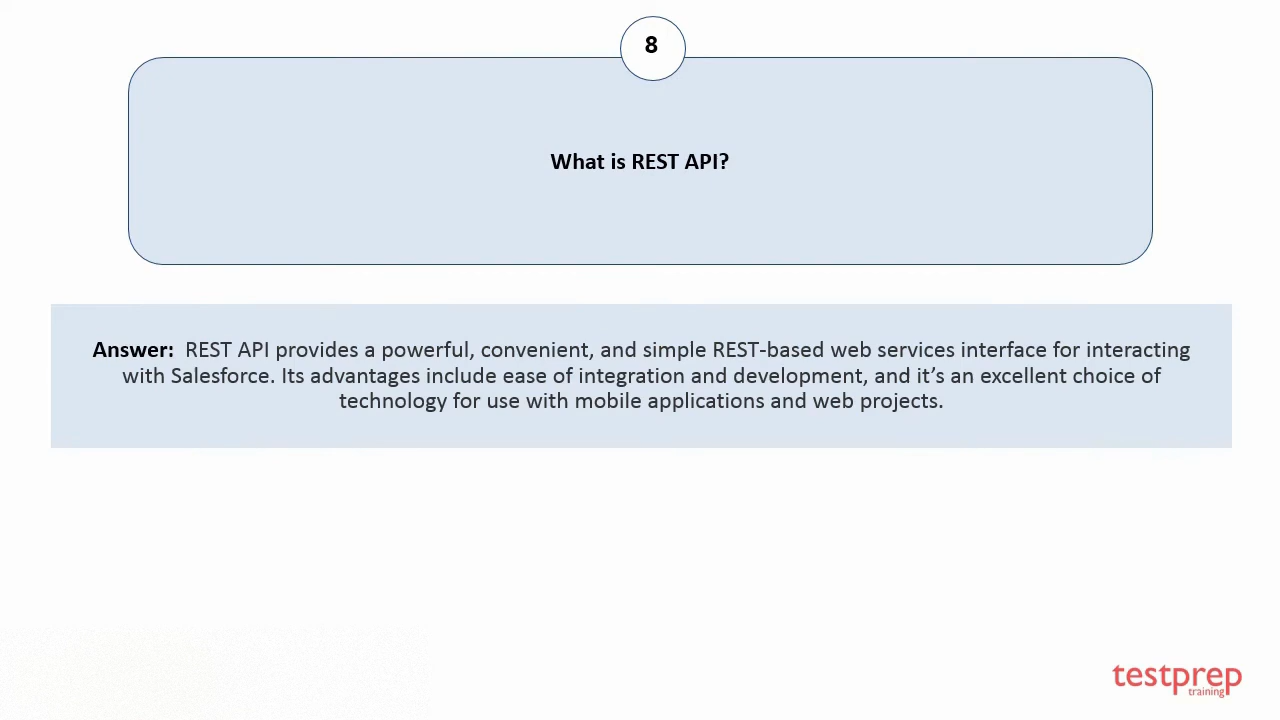 8
What is REST API?
Answer: REST API provides a powerful, convenient, and simple REST-based web services interface for interacting
with Salesforce. Its advantages include ease of integration and development, and it’s an excellent choice of
technology for use with mobile applications and web projects.
testprep
training